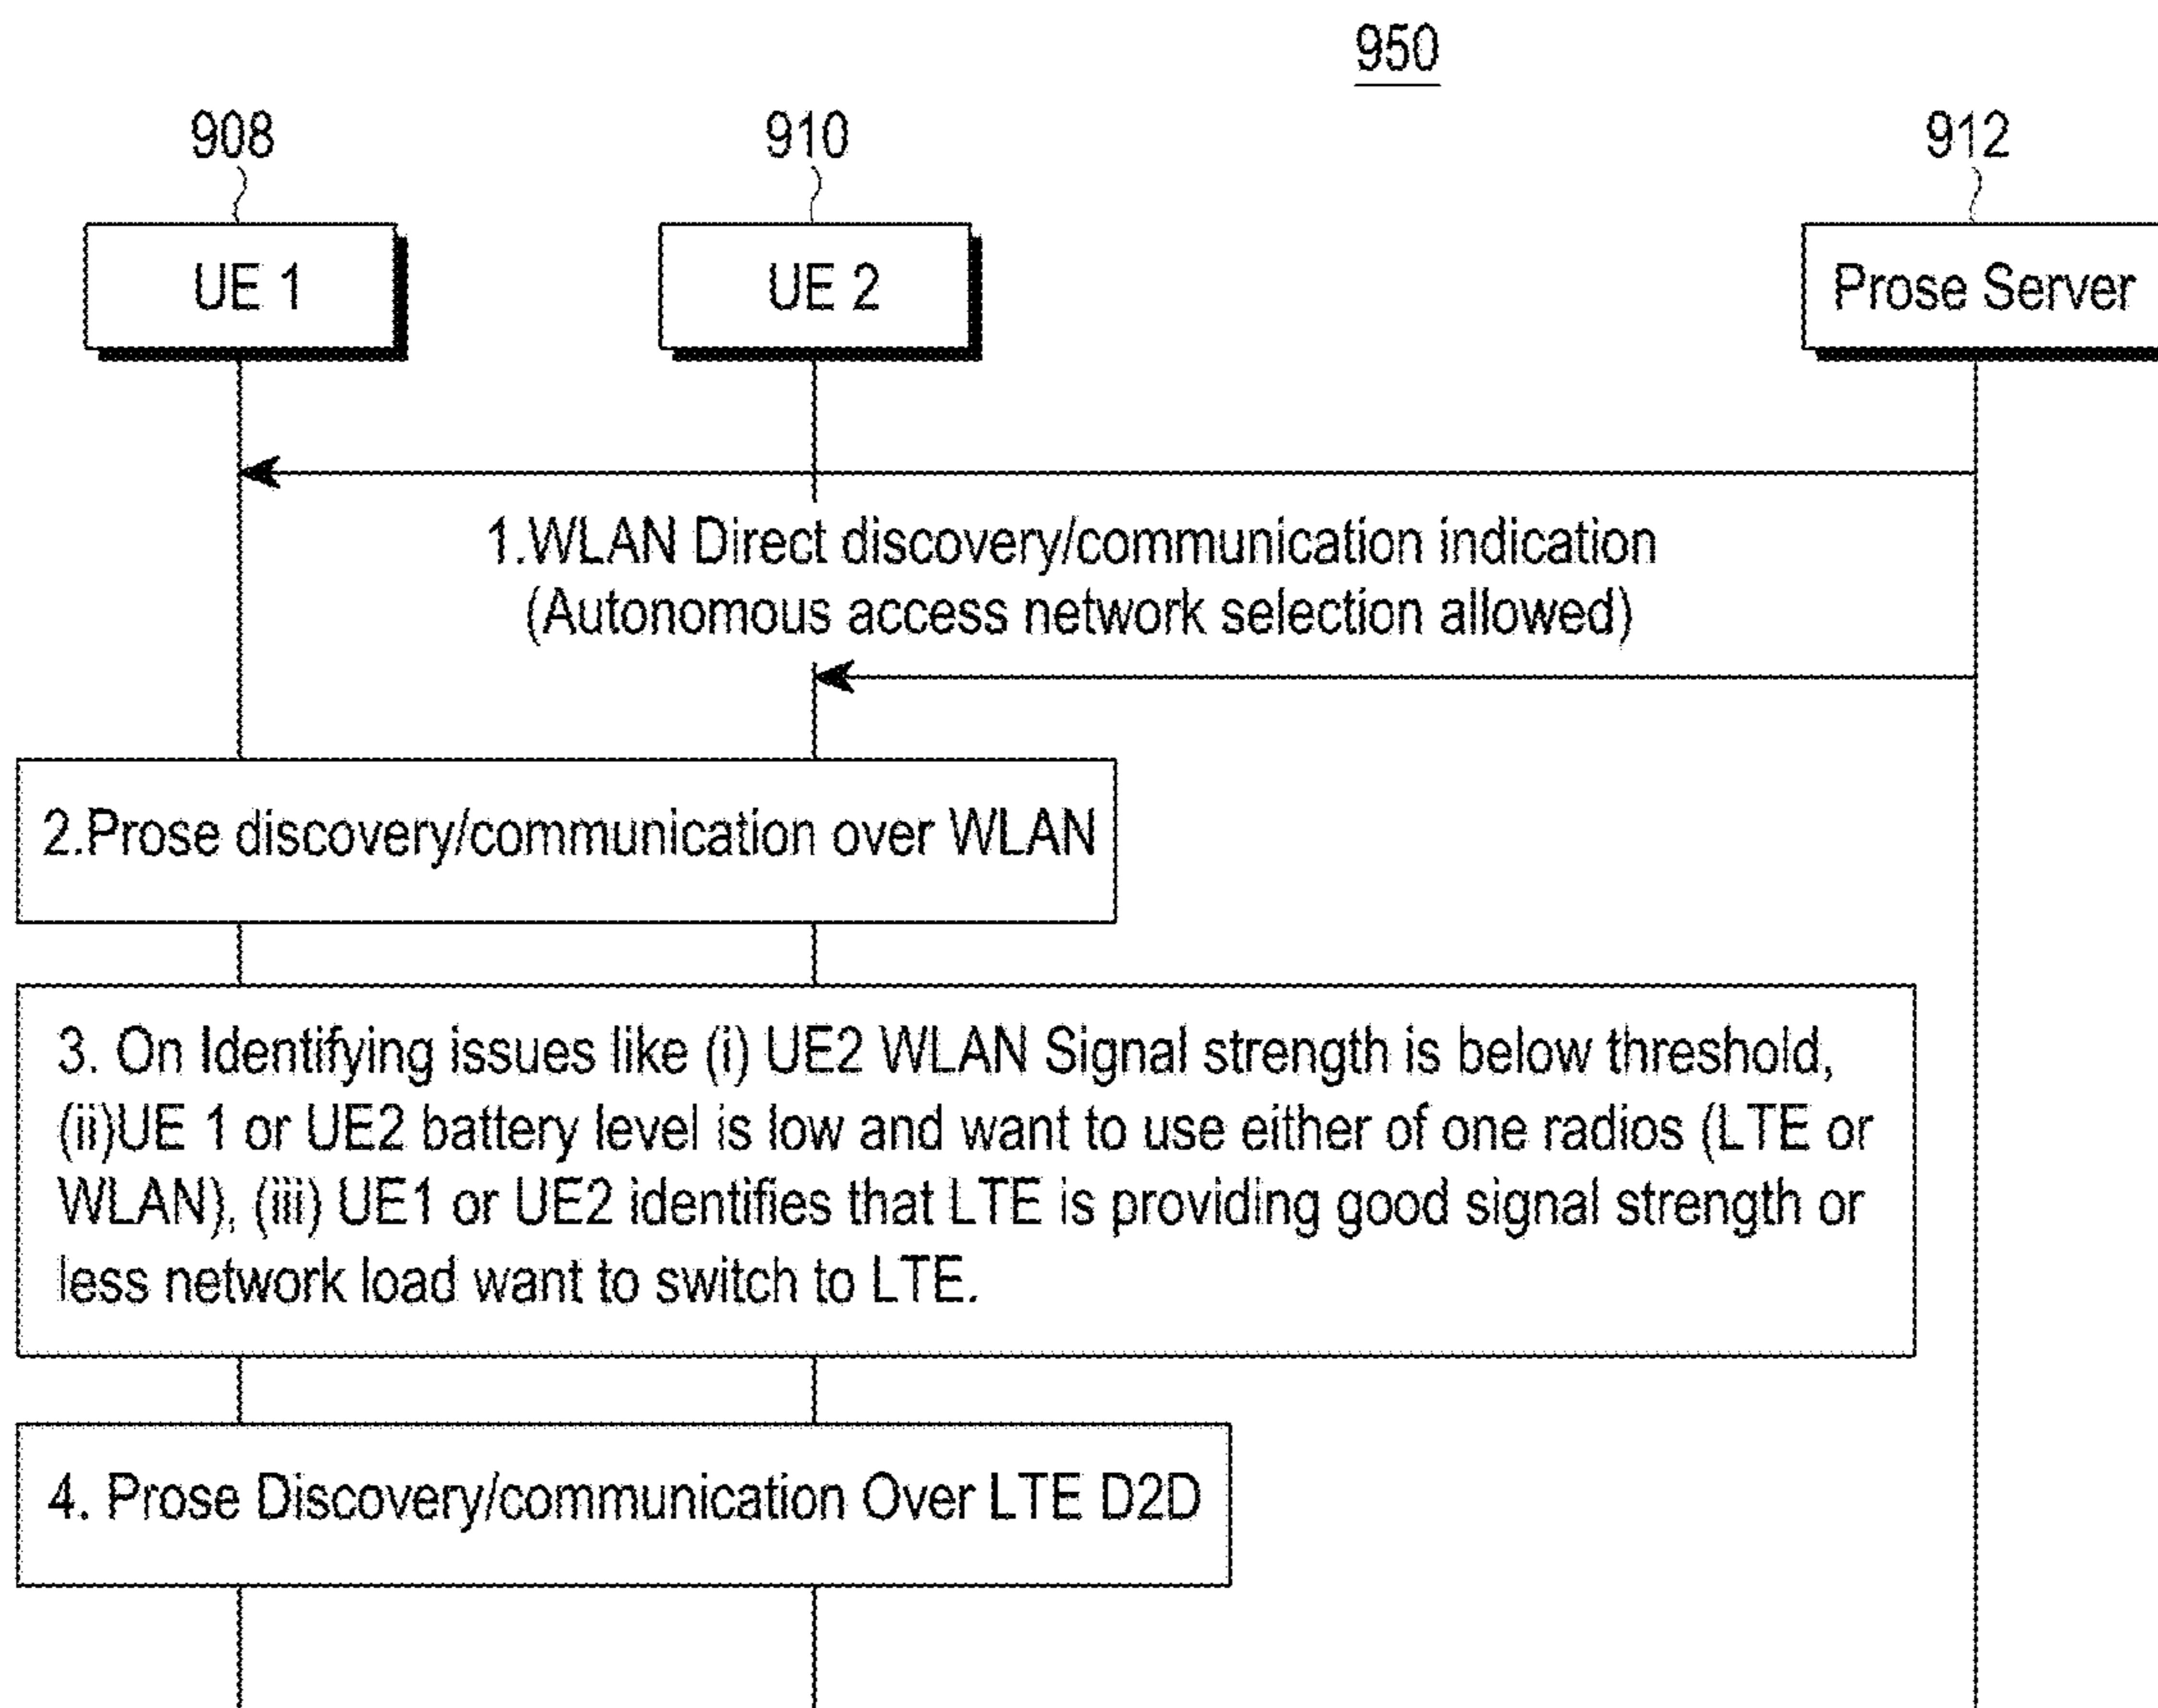 950
908
910
912
UE 1
UE 2
Prose Server
1.WLAN Direct discovery/communication indication
(Autonomous access network selection allowed)
2.Prose discovery/communication over WLAN
3. On Identifying issues like (i) UE2 WLAN Signal strength is below threshold,
(ii)UE 1 or UE2 battery level is low and want to use either of one radios (LTE or
WLAN), (iii) UE1 or UE2 identifies that LTE is providing good signal strength or
less network load want to switch to LTE.
4. Prose Discovery/communication Over LTE D2D